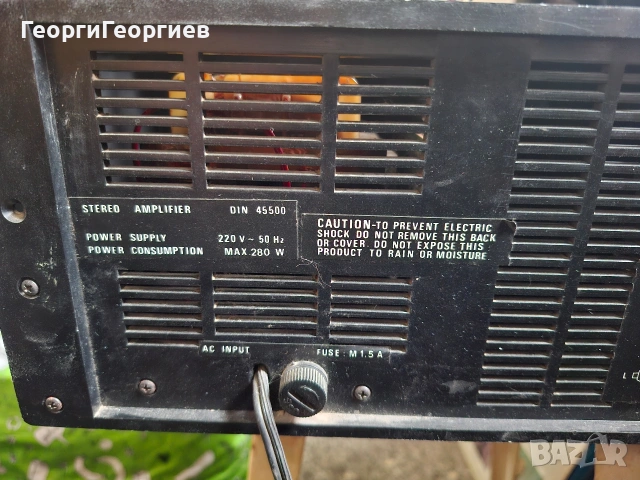 ГеоргиГеоргиев
STEREO AMPLIFIER DIN 45500
POWER SUPPLY 220 V ~ 50 Hz
POWER CONSUMPTION MAX 280 W
CAUTION-TO PREVENT ELECTRIC
SHOCK DO NOT REMOVE THIS BACK
OR COVER. DO NOT EXPOSE THIS
PRODUCT TO RAIN OR MOISTURE
AC INPUT FUSE: M 1.5 A
L
BAZAR